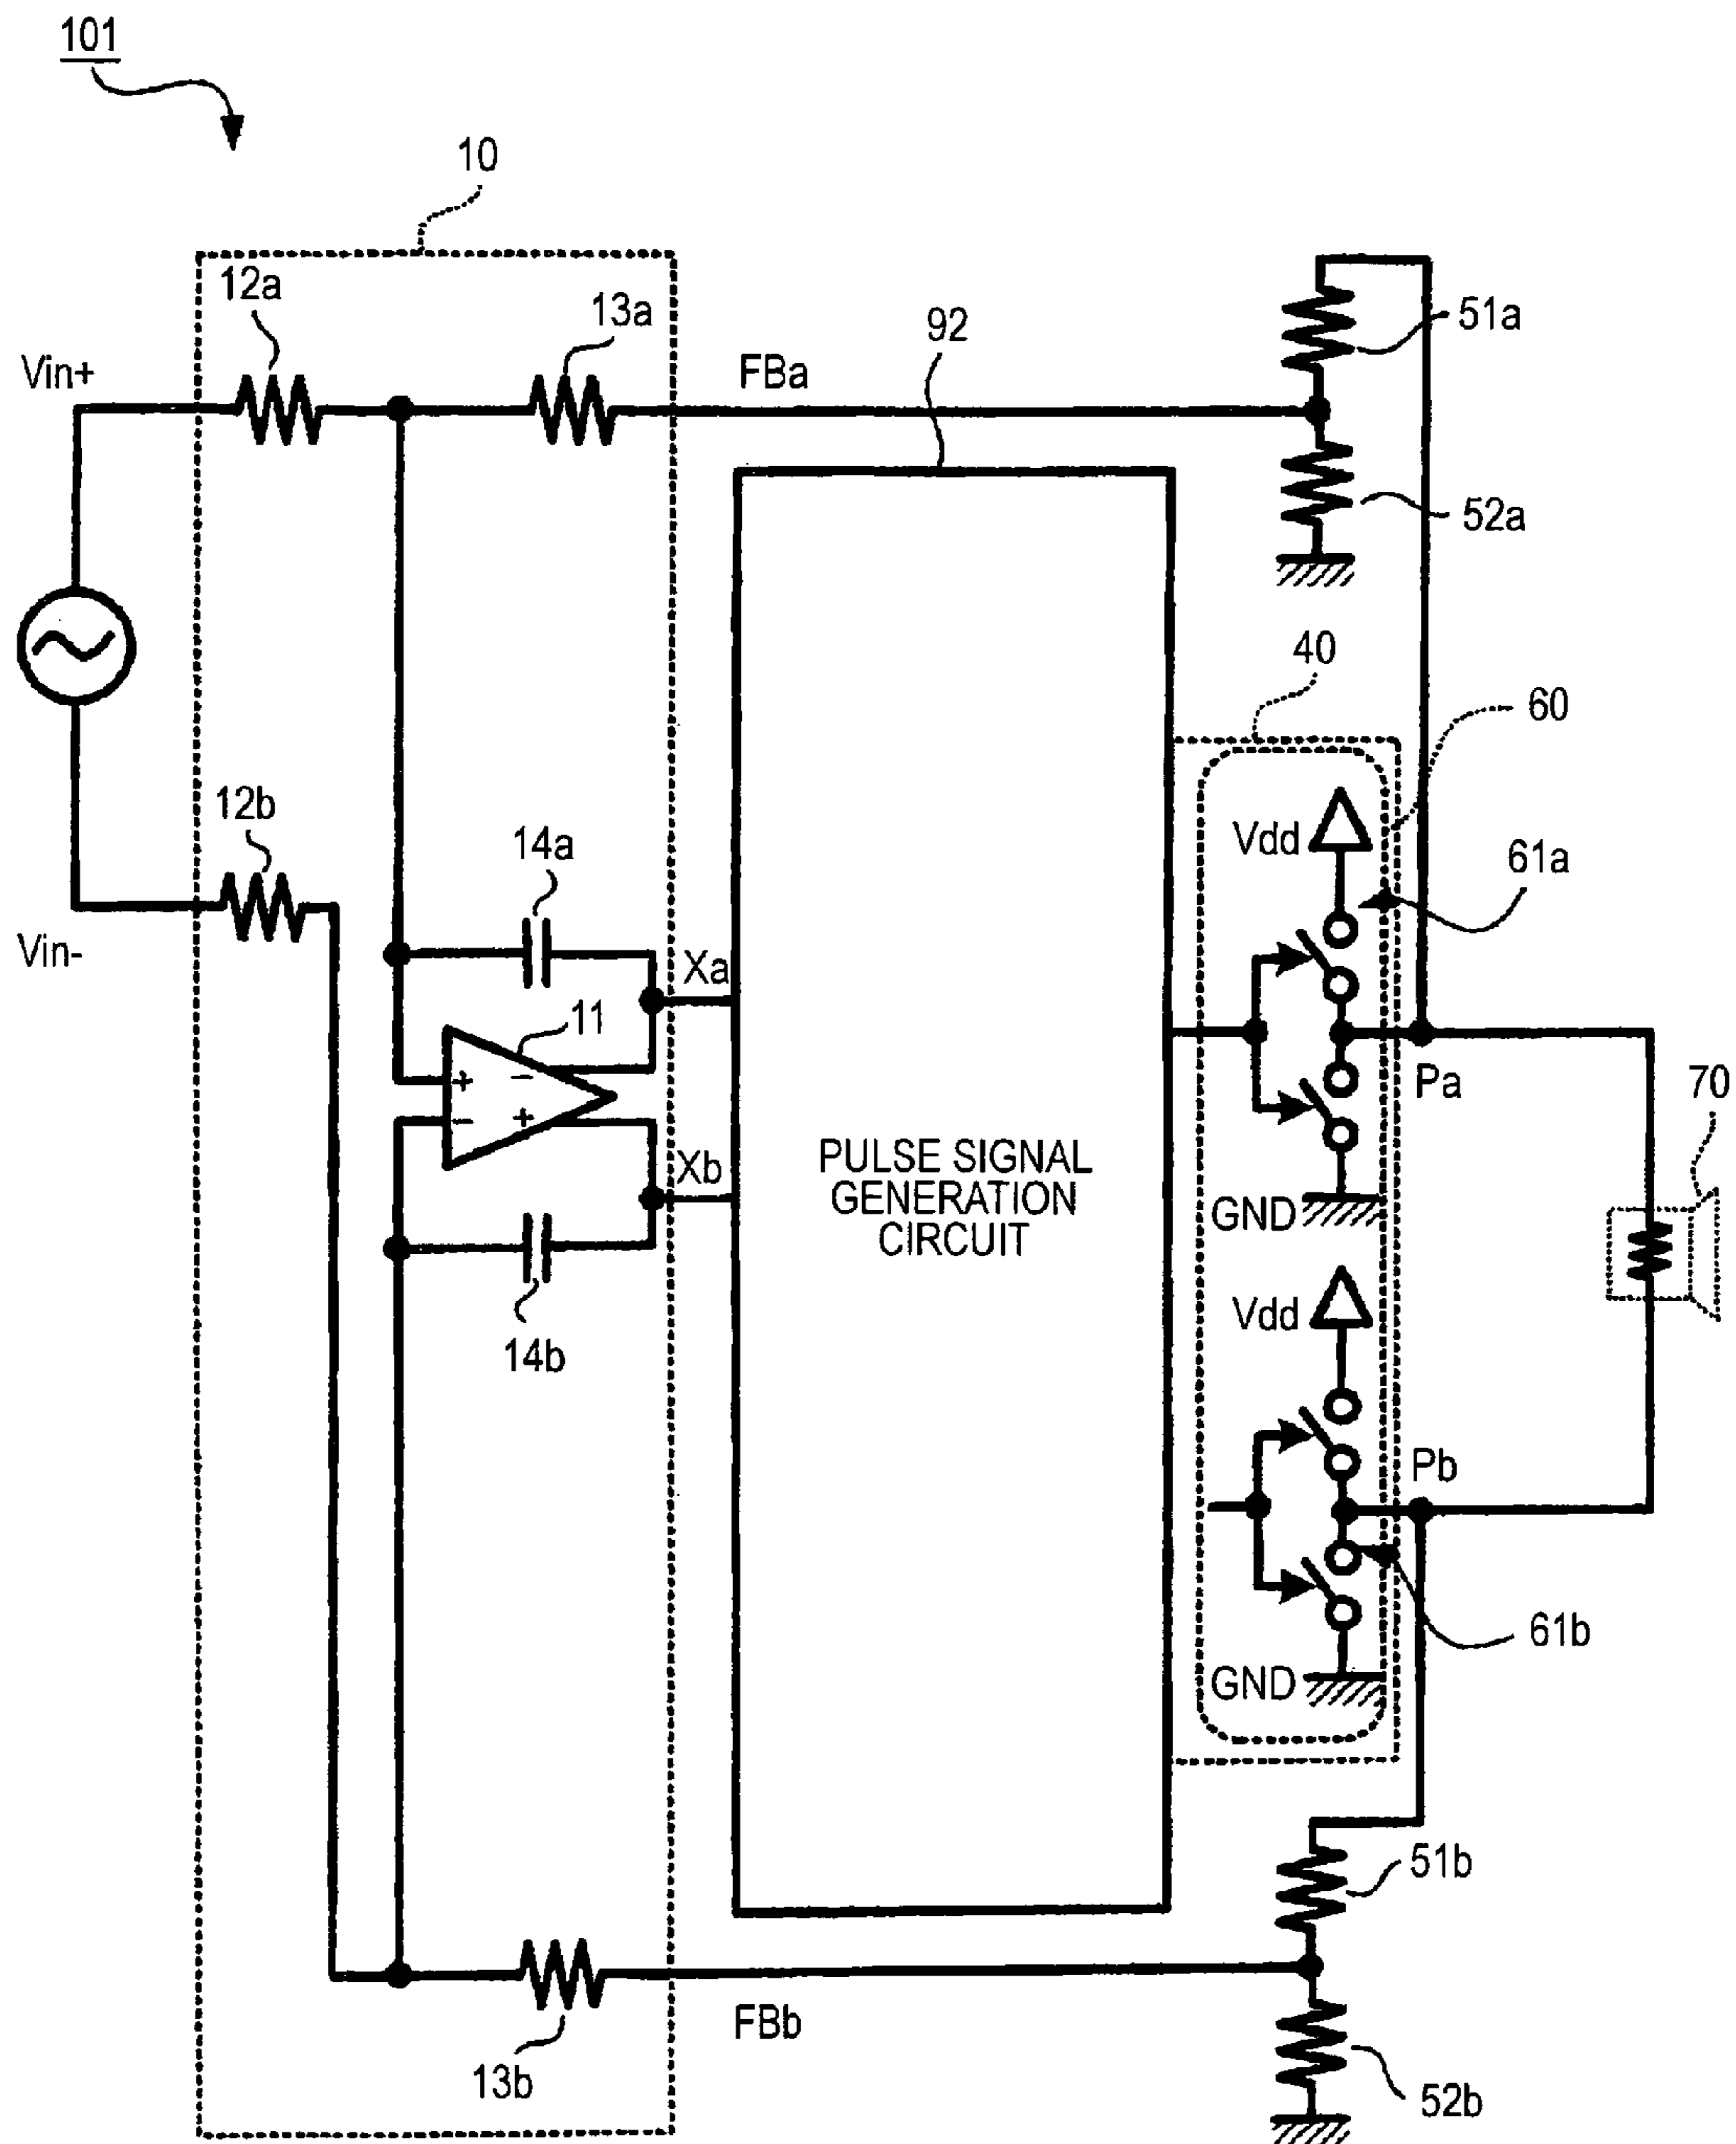 101
10
12a
13a
51a
92
Vin+
FBa
52a
40
60
12b
14a
Vdd
61a
Vin-
Xa
11
+
−
Pa
70
−
+
Xb
PULSE SIGNAL
GENERATION
CIRCUIT
GND
Vdd
14b
Pb
61b
GND
51b
FBb
13b
52b